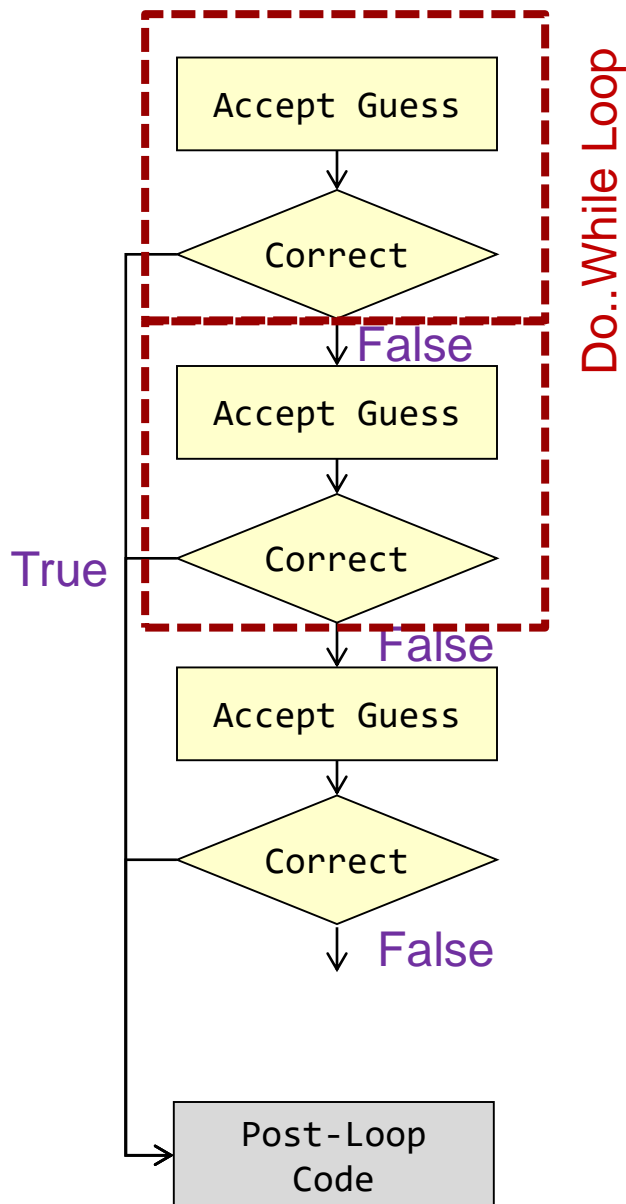 Accept Guess
Do..While Loop
Correct
False
Accept Guess
Correct
True
False
Accept Guess
Correct
False
Post-Loop
Code